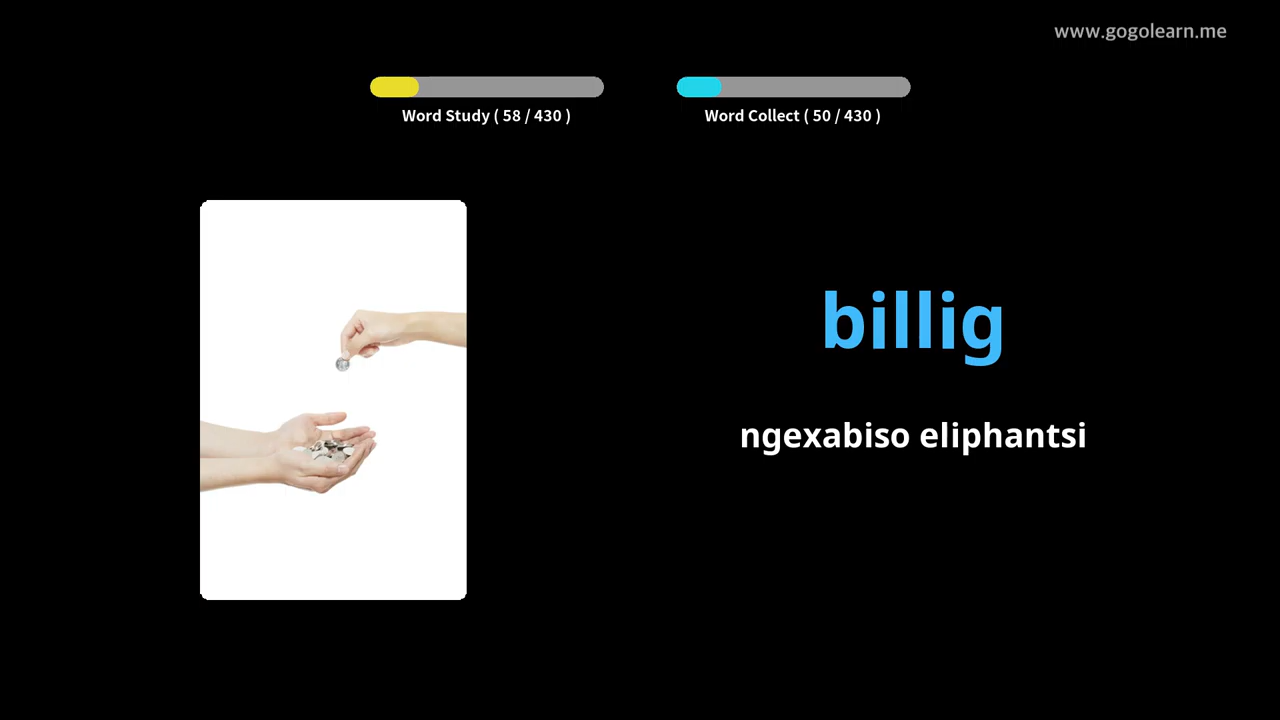 www.gogolearn.me
Word Study ( 58 / 430 )
Word Collect ( 50 / 430 )
billig
ngexabiso eliphantsi